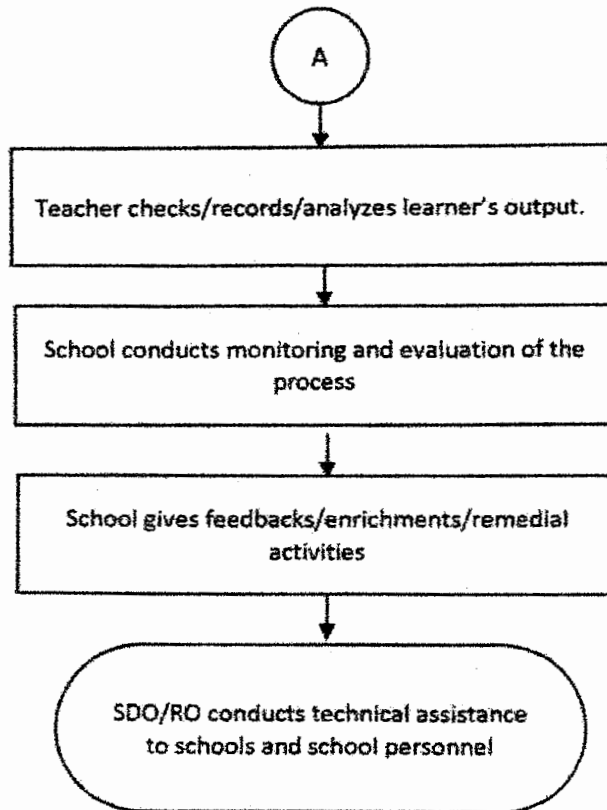 A
Teacher checks/records/analyzes learner's output.
School conducts monitoring and evaluation of the
process
School gives feedbacks/enrichments/remedial
activities
SDO/RO conducts technical assistance
to schools and school personnel